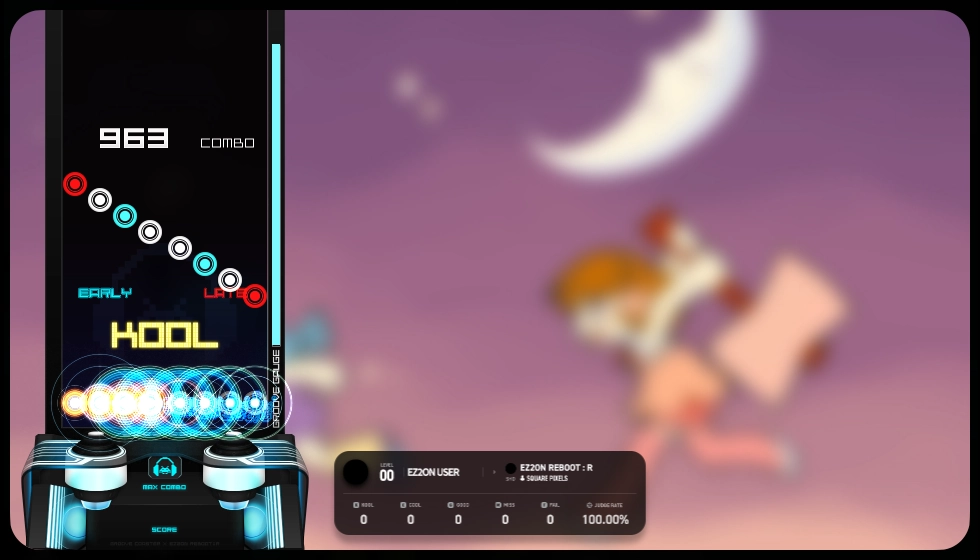 963 COMBO
EARLY LATE
KOOL
GROOVE GAUGE
MAX COMBO
SCORE
LEVEL
00 EZ2ON USER
EZ2ON REBOOT : R
SQUARE PIXELS
KOOL COOL GOOD MISS FAIL JUDGE RATE
0 0 0 0 0 100.00%